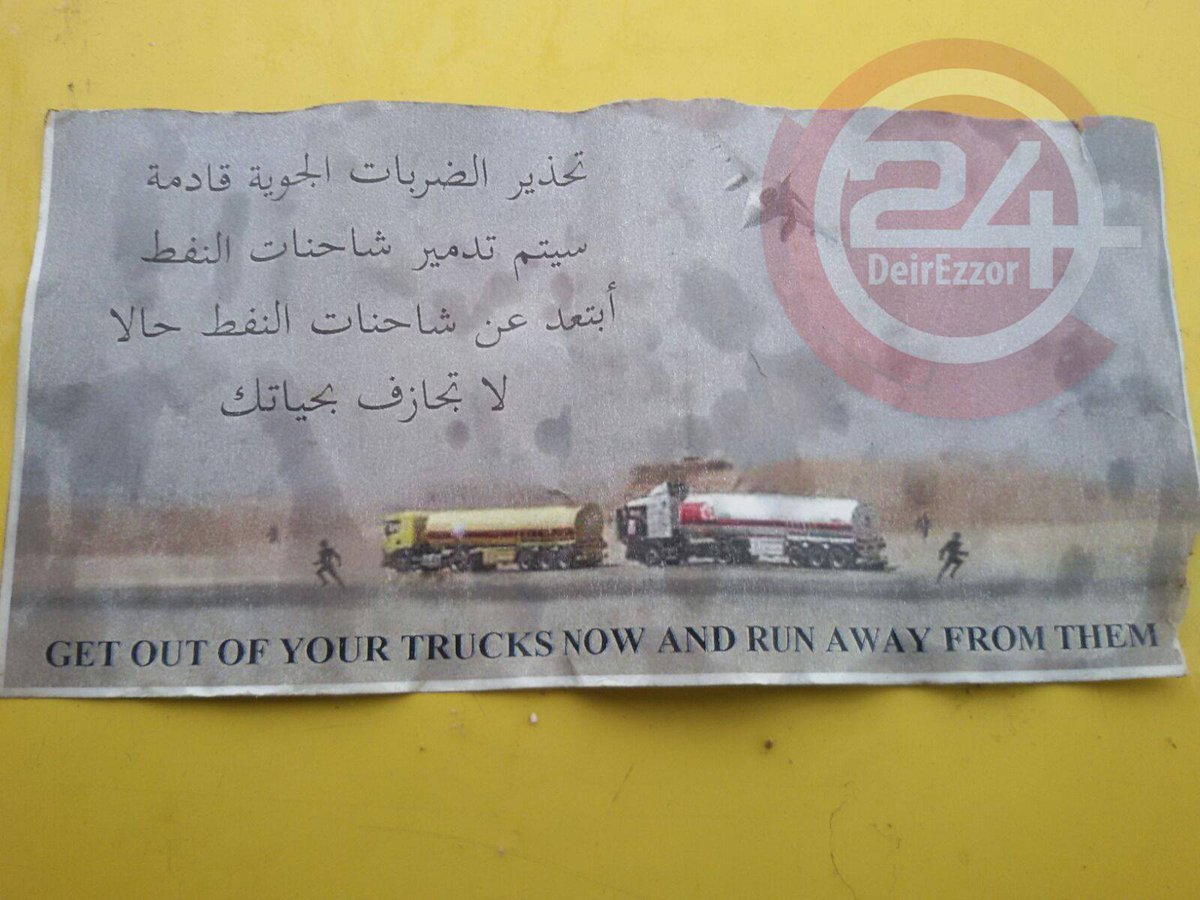 تحذير الضربات الجوية قادمة
سيتم تدمير شاحنات النفط
أبتعد عن شاحنات النفط حالا
لا تجازف بحياتك
24
DeirEzzor
GET OUT OF YOUR TRUCKS NOW AND RUN AWAY FROM THEM